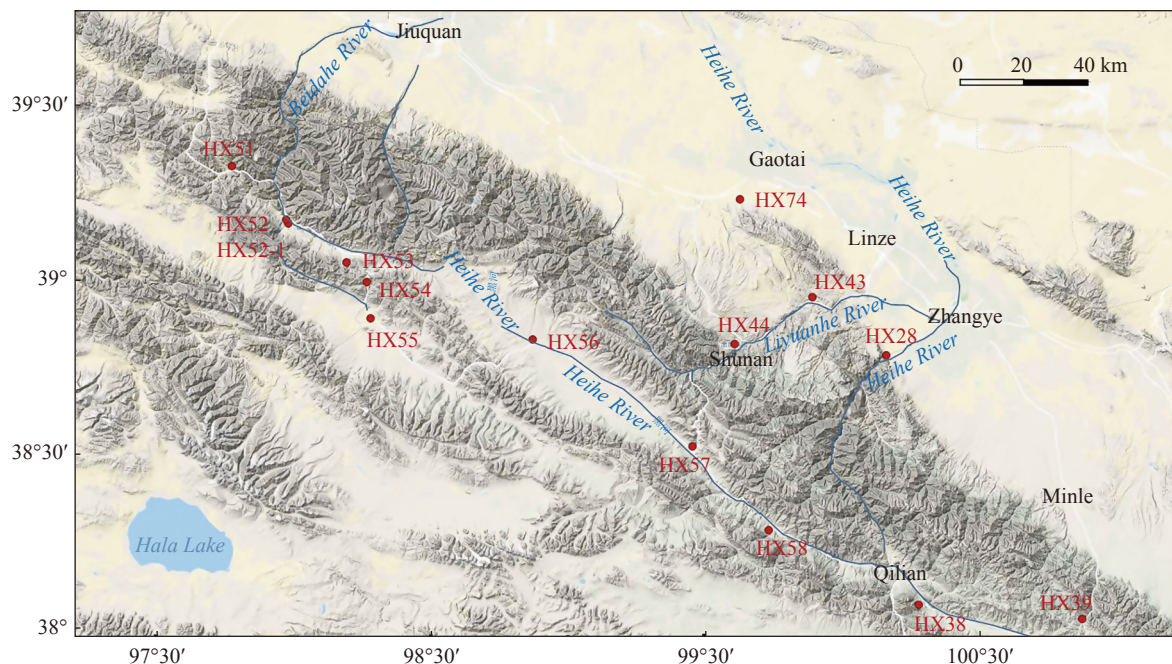 Jiuquan
Beidahe River
Heihe River
0 20 40 km
39°30′
Gaotai
HX51
HX74
Heihe River
HX52
HX52-1
Linze
39°
HX53
HX54
Heihe River
HX43
HX55
HX56
HX44
Liyuanhe River
Zhangye
Shunan
HX28
Heihe River
Heihe River
38°30′
HX57
Minle
Hala Lake
HX58
Qilian
HX39
38°
HX38
97°30′ 98°30′ 99°30′ 100°30′